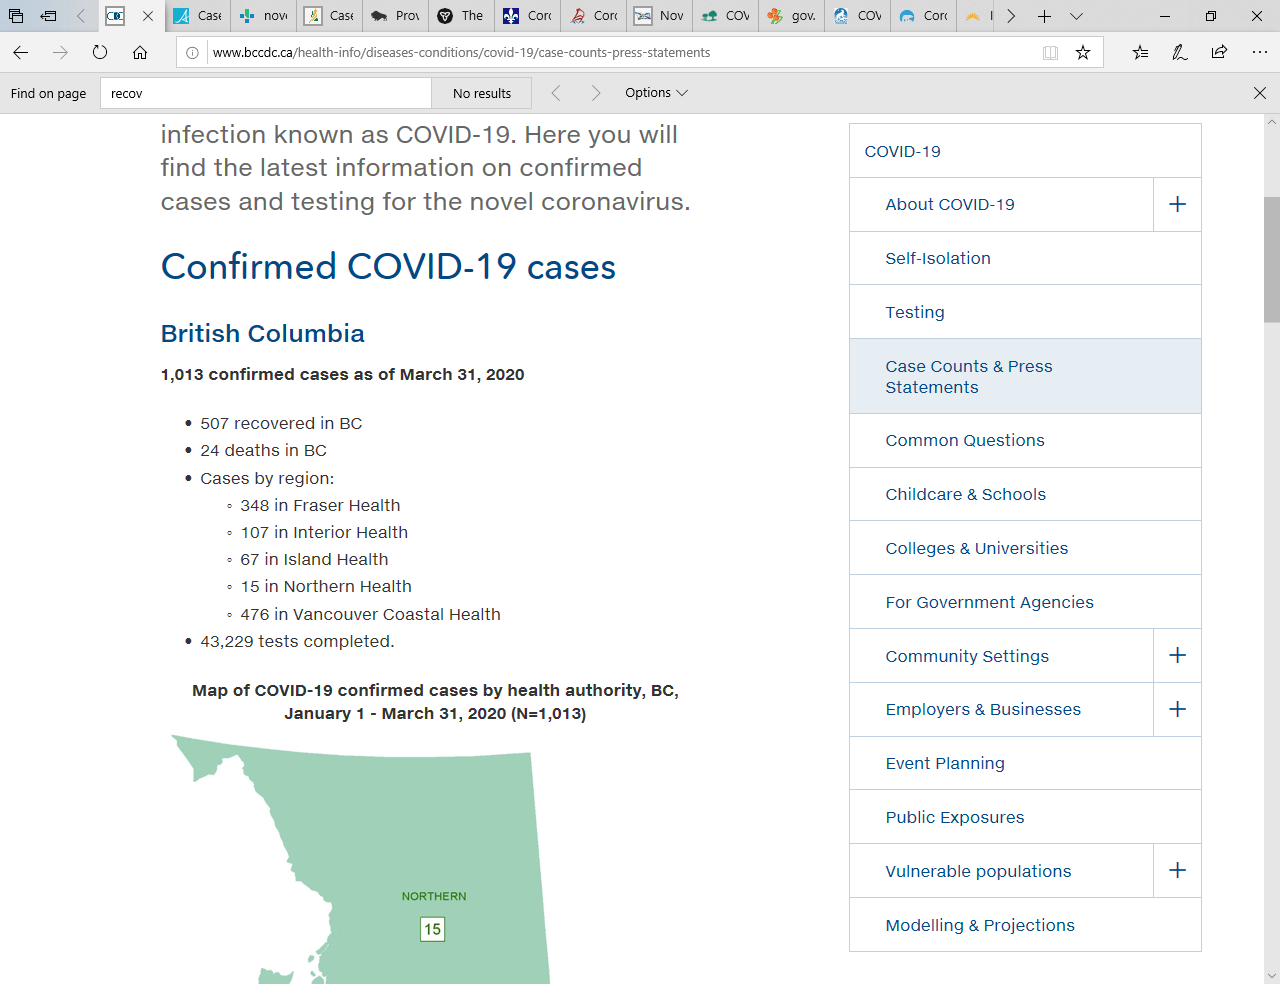 Case
nov
Case
Prov
The
Corc
Corc
Nov
COV
gov.
COV
Corc
www.bccdc.ca/health-info/diseases-conditions/covid-19/case-counts-press-statements
Find on page
recov
No results
Options
infection known as COVID-19. Here you will
find the latest information on confirmed
cases and testing for the novel coronavirus.
Confirmed COVID-19 cases
British Columbia
1,013 confirmed cases as of March 31, 2020
• 507 recovered in BC
• 24 deaths in BC
• Cases by region:
◦ 348 in Fraser Health
◦ 107 in Interior Health
◦ 67 in Island Health
◦ 15 in Northern Health
◦ 476 in Vancouver Coastal Health
• 43,229 tests completed.
Map of COVID-19 confirmed cases by health authority, BC,
January 1 - March 31, 2020 (N=1,013)
NORTHERN
15
COVID-19
About COVID-19
Self-Isolation
Testing
Case Counts & Press
Statements
Common Questions
Childcare & Schools
Colleges & Universities
For Government Agencies
Community Settings
Employers & Businesses
Event Planning
Public Exposures
Vulnerable populations
Modelling & Projections